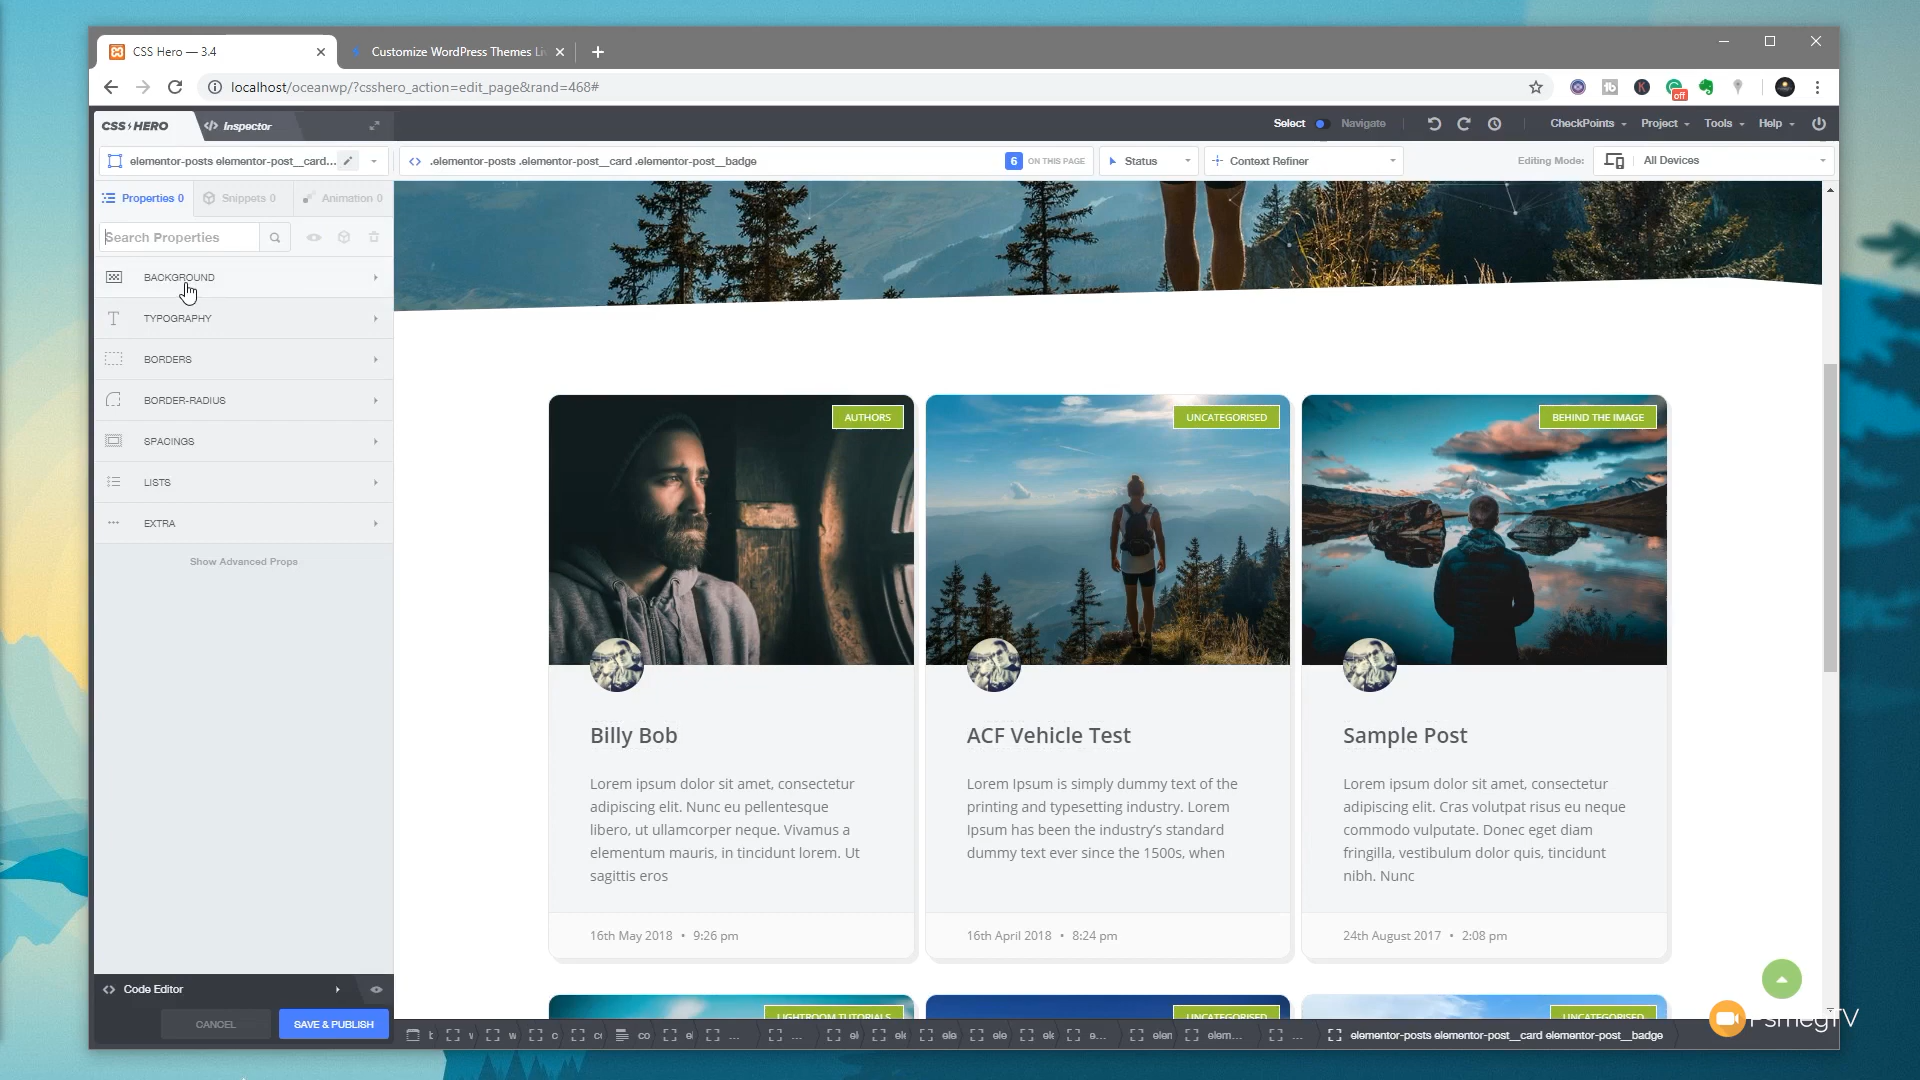 CSS Hero — 3.4
Customize WordPress Themes Li
localhost/oceanwp/?csshero_action=edit_page&rand=468#
off
CSS HERO
Inspector
Select
Navigate
CheckPoints
Project
Tools
Help
elementor-posts elementor-post__card...
.elementor-posts .elementor-post__card .elementor-post__badge
6 ON THIS PAGE
Status
Context Refiner
Editing Mode:
All Devices
Properties 0
Snippets 0
Animation 0
Search Properties
BACKGROUND
TYPOGRAPHY
BORDERS
BORDER-RADIUS
SPACINGS
LISTS
EXTRA
Show Advanced Props
AUTHORS
UNCATEGORISED
BEHIND THE IMAGE
Billy Bob
Lorem ipsum dolor sit amet, consectetur
adipiscing elit. Nunc eu pellentesque
libero, ut ullamcorper neque. Vivamus a
elementum mauris, in tincidunt lorem. Ut
sagittis eros
16th May 2018 • 9:26 pm
ACF Vehicle Test
Lorem Ipsum is simply dummy text of the
printing and typesetting industry. Lorem
Ipsum has been the industry's standard
dummy text ever since the 1500s, when
16th April 2018 • 8:24 pm
Sample Post
Lorem ipsum dolor sit amet, consectetur
adipiscing elit. Cras volutpat risus eu neque
commodo vulputate. Donec eget diam
fringilla, vestibulum dolor quis, tincidunt
nibh. Nunc
24th August 2017 • 2:08 pm
LIGHTROOM TUTORIALS
UNCATEGORISED
UNCATEGORISED
Code Editor
CANCEL
SAVE & PUBLISH
co
ele
elem...
elementor-posts elementor-post__card elementor-post__badge
PsmegTV